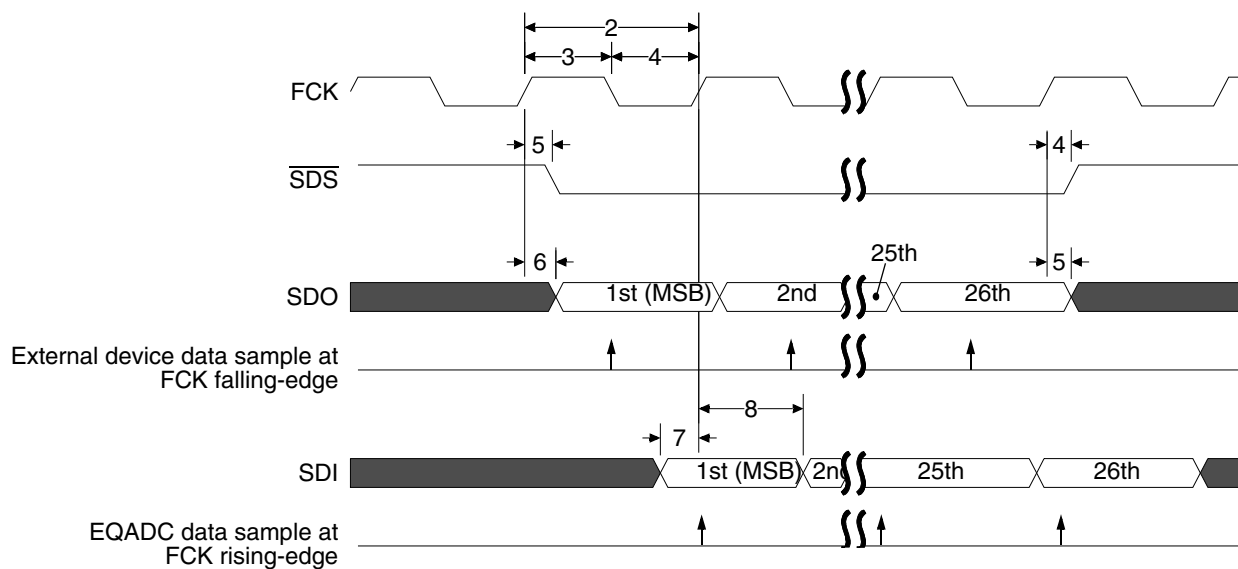 2
3 4
FCK
5 4
SDS
25th
6 5
SDO 1st (MSB) 2nd 26th
External device data sample at
FCK falling-edge
8
7
SDI 1st (MSB) 2nd 25th 26th
EQADC data sample at
FCK rising-edge